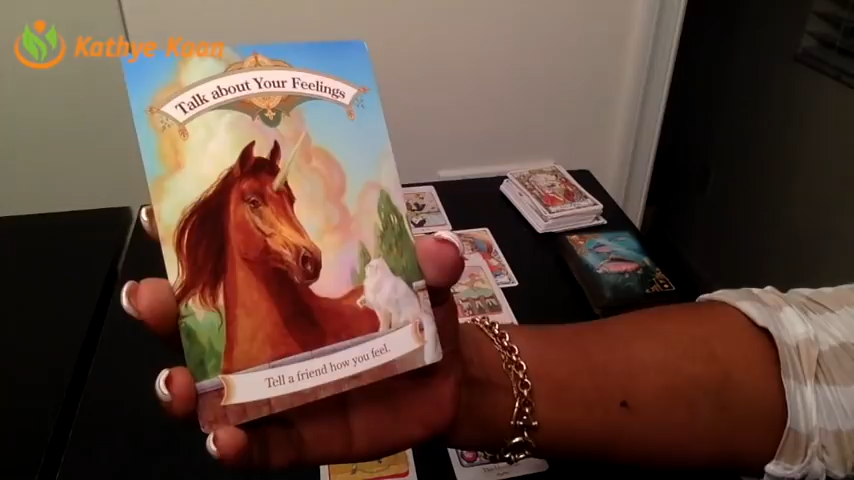 Kathye Kaan
Talk about Your Feelings
Tell a friend how you feel.